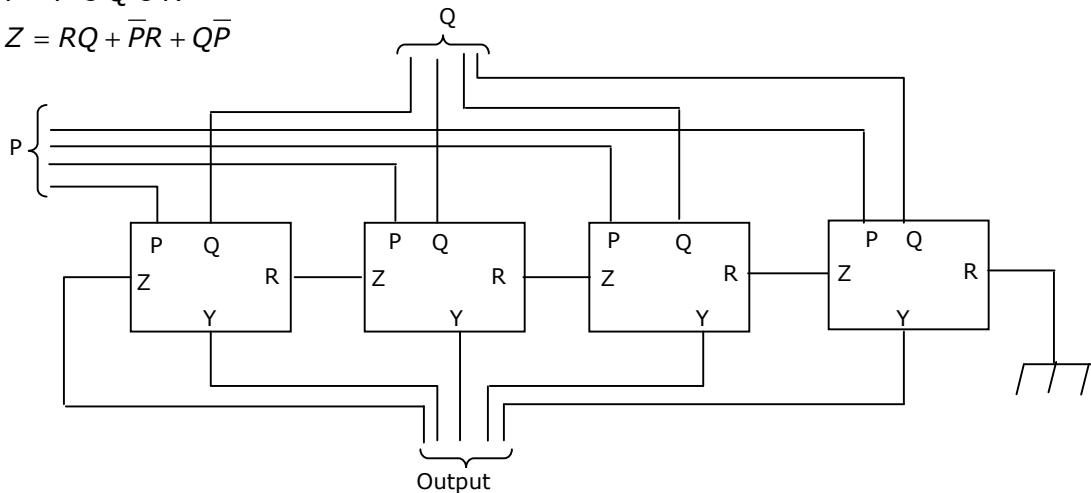 Z = RQ + P̅R + QP̅
Q
P
P Q P Q P Q P Q
Z R Z R Z R Z R
Y Y Y Y
Output